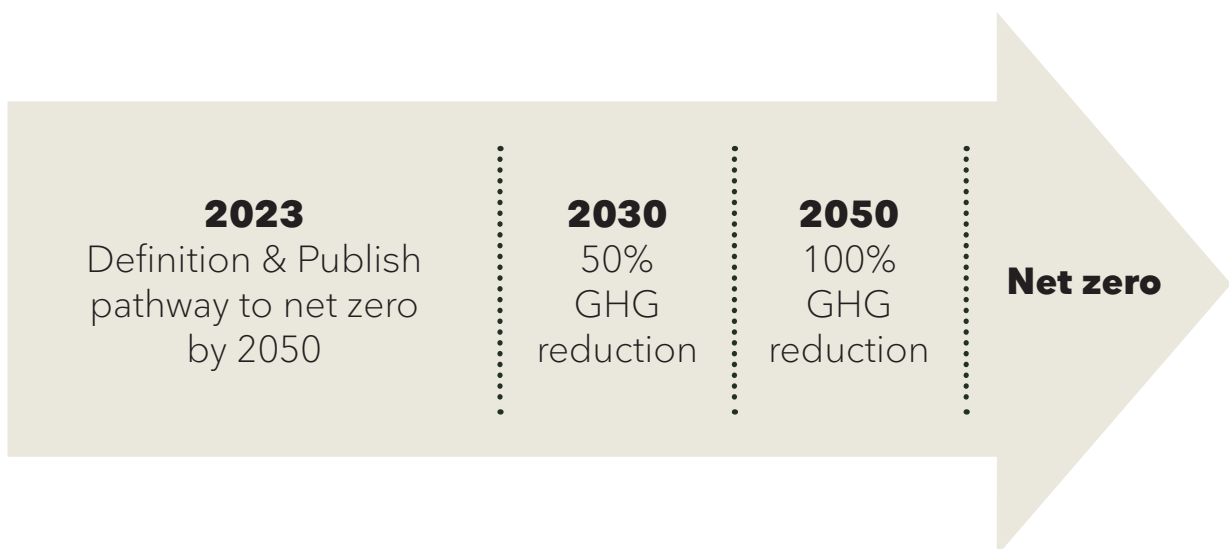 2023
Definition & Publish
pathway to net zero
by 2050
2030
50%
GHG
reduction
2050
100%
GHG
reduction
Net zero